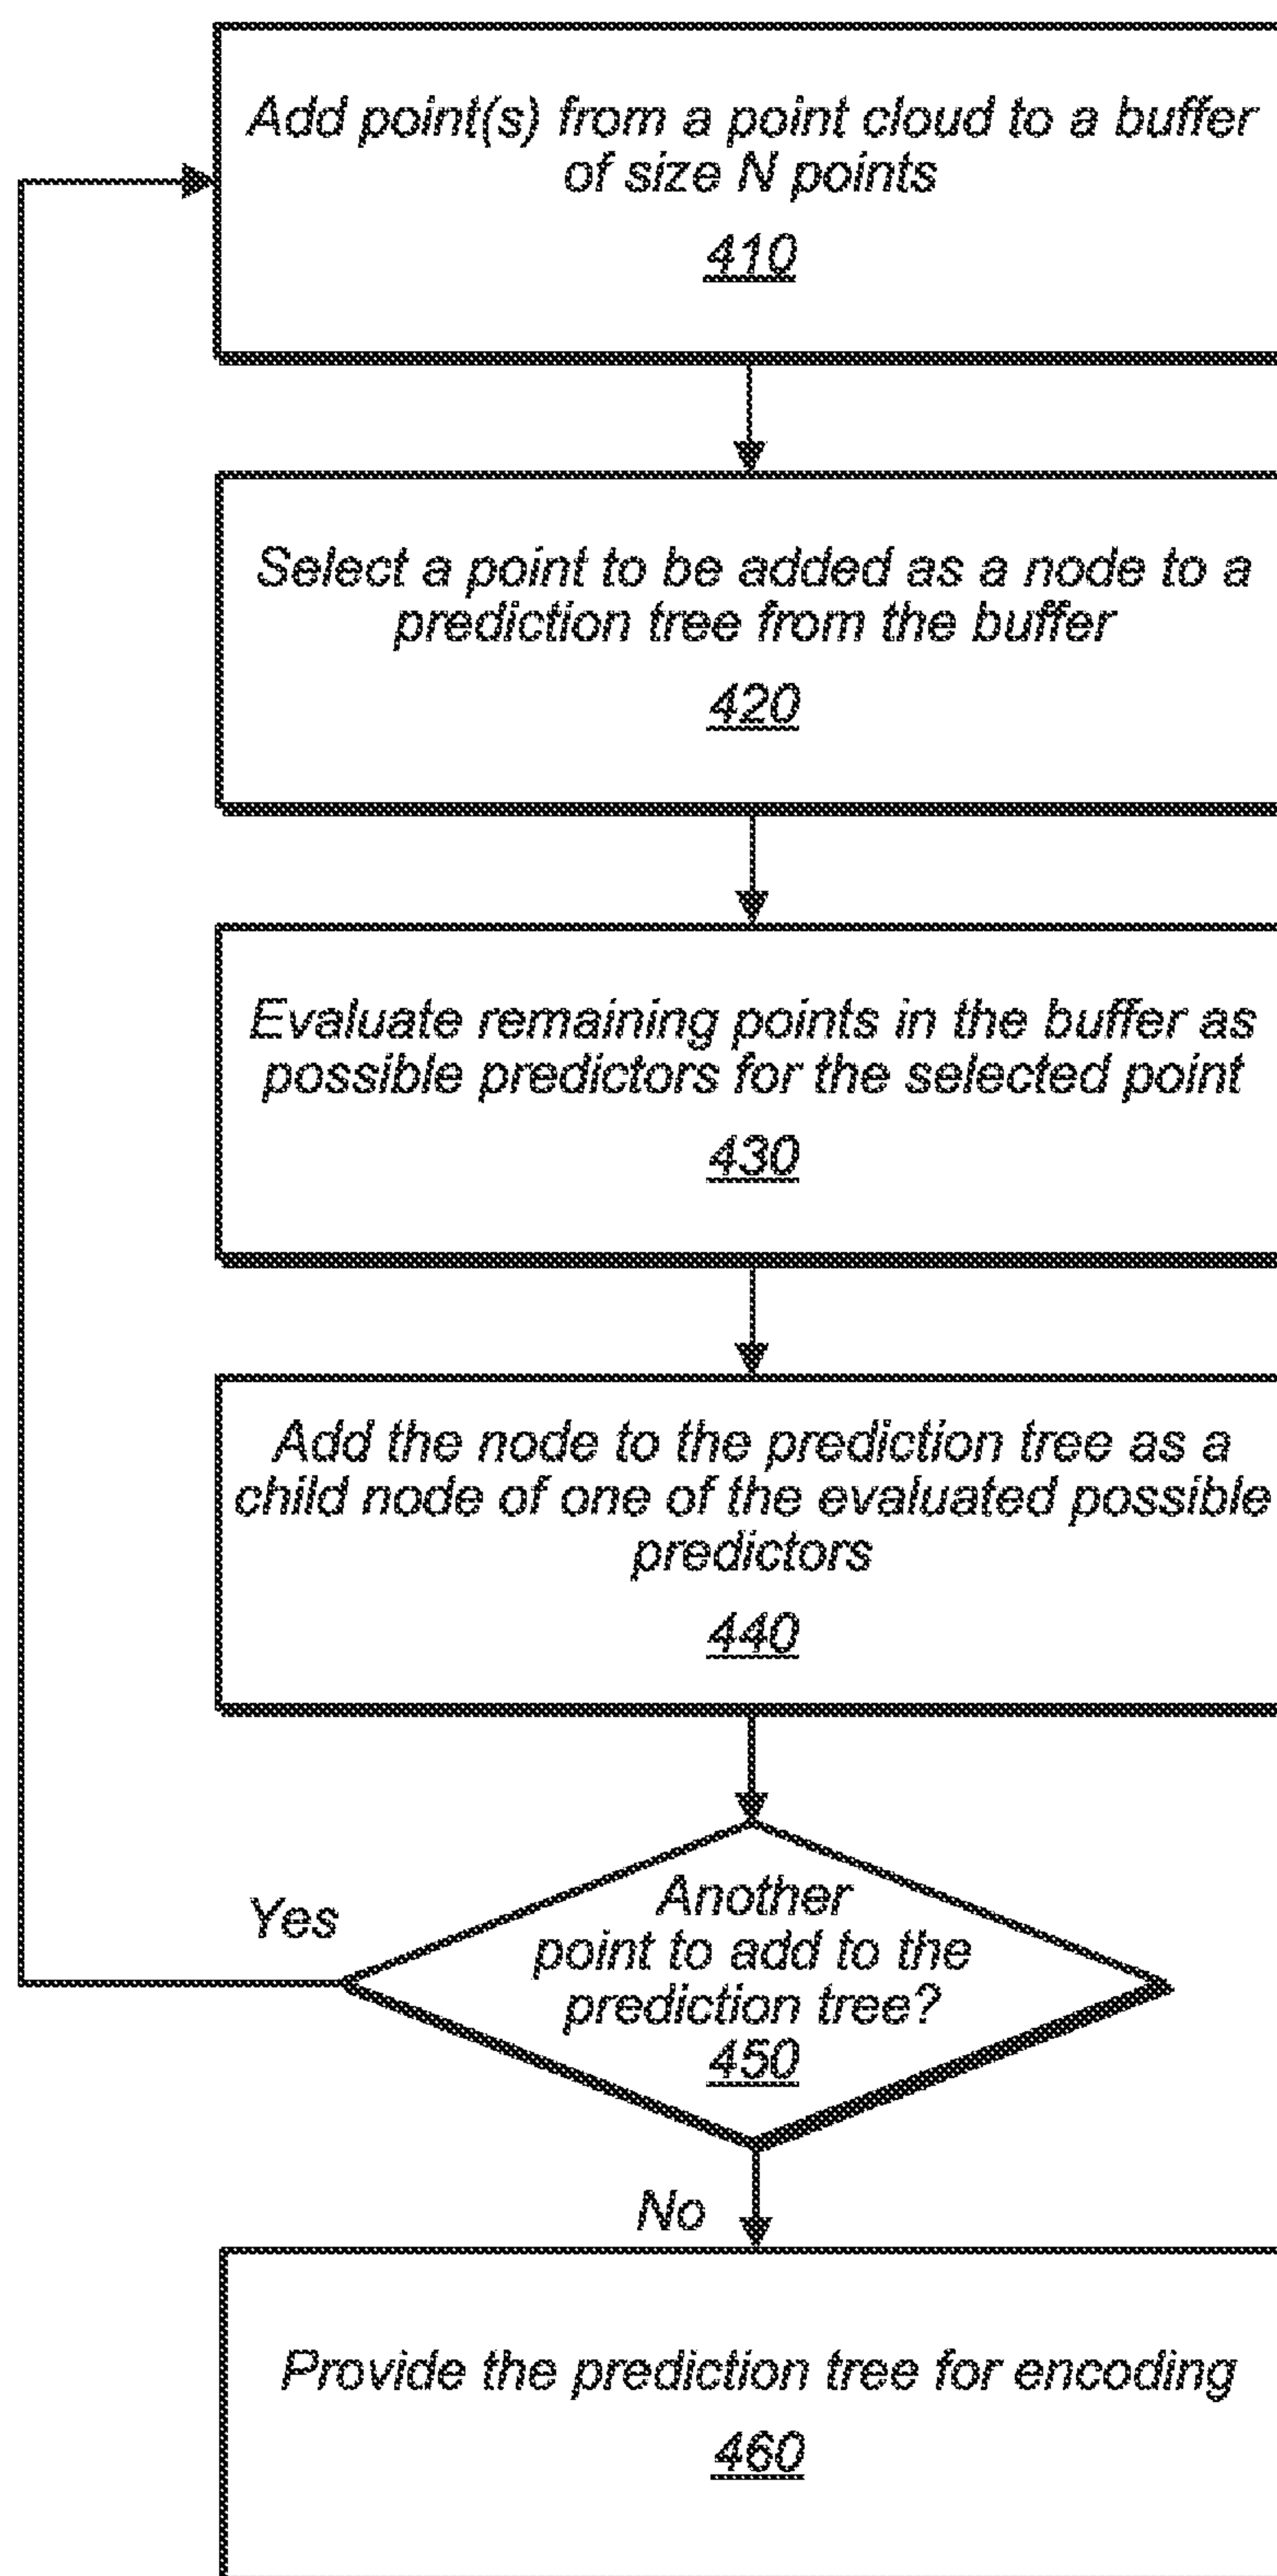 Add point(s) from a point cloud to a buffer
of size N points
410
Select a point to be added as a node to a
prediction tree from the buffer
420
Evaluate remaining points in the buffer as
possible predictors for the selected point
430
Add the node to the prediction tree as a
child node of one of the evaluated possible
predictors
440
Another
point to add to the
prediction tree?
450
Yes
No
Provide the prediction tree for encoding
460